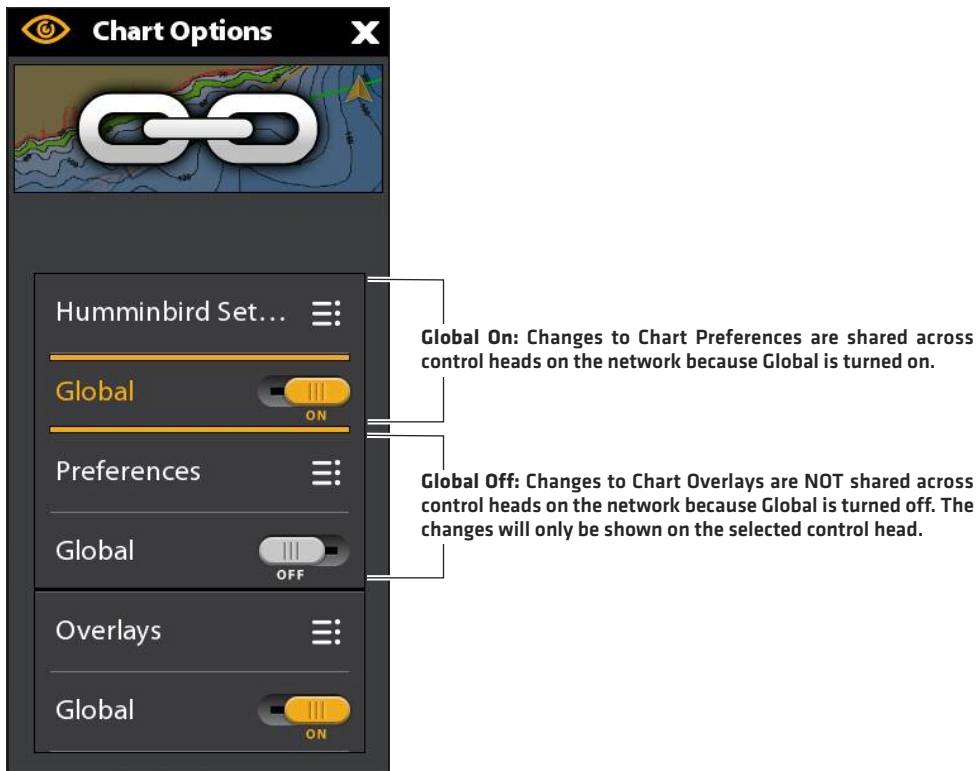 Chart Options
Humminbird Set...
Global
ON
Global On: Changes to Chart Preferences are shared across
control heads on the network because Global is turned on.
Preferences
Global
OFF
Global Off: Changes to Chart Overlays are NOT shared across
control heads on the network because Global is turned off. The
changes will only be shown on the selected control head.
Overlays
Global
ON